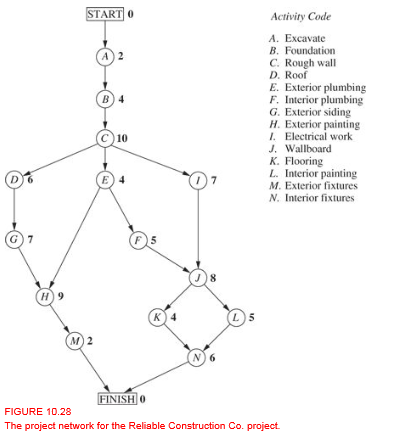 START 0
Activity Code
A 2
A. Excavate
B. Foundation
C. Rough wall
D. Roof
E. Exterior plumbing
F. Interior plumbing
G. Exterior siding
H. Exterior painting
I. Electrical work
J. Wallboard
K. Flooring
L. Interior painting
M. Exterior fixtures
N. Interior fixtures
B 4
C 10
D 6
E 4
I 7
G 7
F 5
J 8
H 9
K 4
L 5
M 2
N 6
FINISH 0
FIGURE 10.28
The project network for the Reliable Construction Co. project.